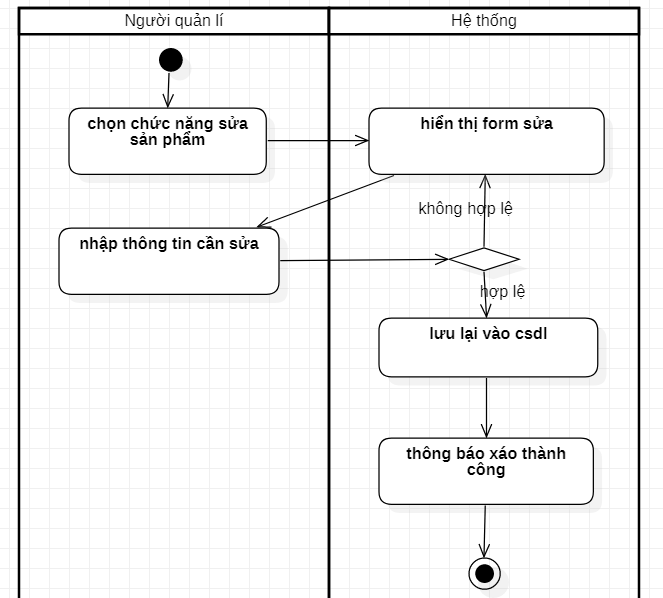 Người quản lí
Hệ thống
chọn chức năng sửa
sản phẩm
hiển thị form sửa
không hợp lệ
nhập thông tin cần sửa
hợp lệ
lưu lại vào csdl
thông báo xáo thành
công